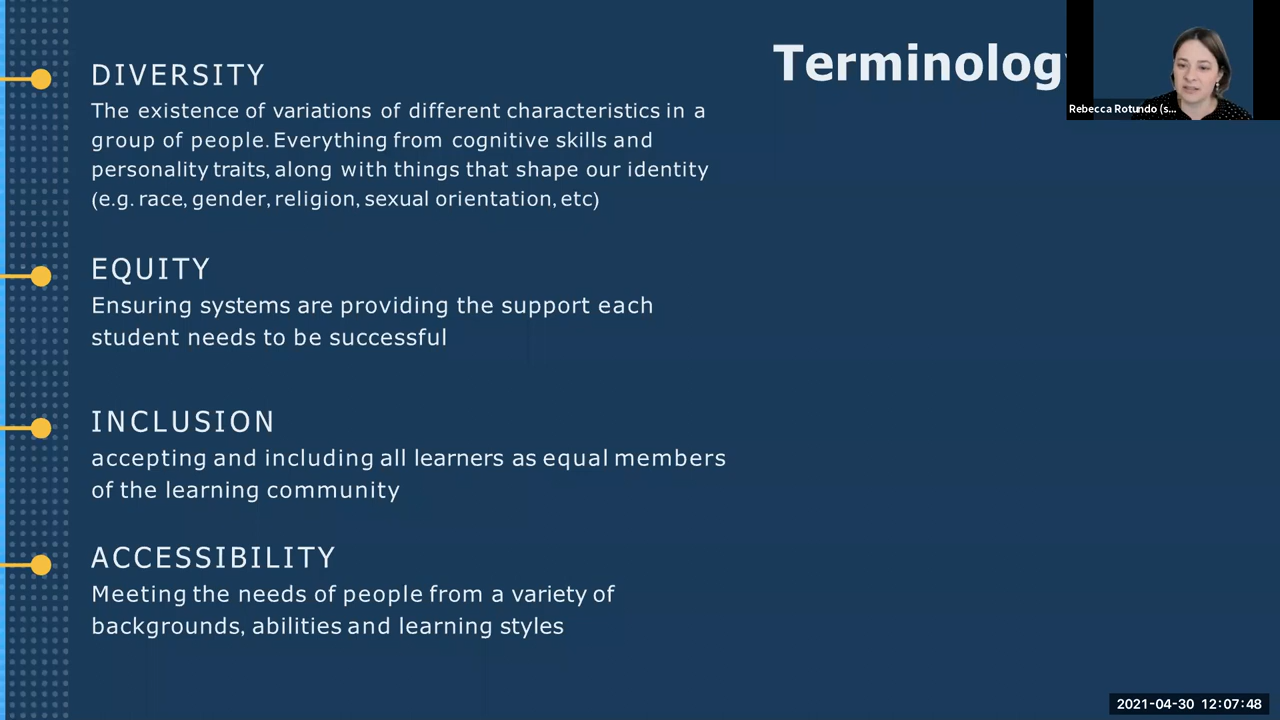 Terminology
Rebecca Rotundo (s...
DIVERSITY
The existence of variations of different characteristics in a
group of people. Everything from cognitive skills and
personality traits, along with things that shape our identity
(e.g. race, gender, religion, sexual orientation, etc)
EQUITY
Ensuring systems are providing the support each
student needs to be successful
INCLUSION
accepting and including all learners as equal members
of the learning community
ACCESSIBILITY
Meeting the needs of people from a variety of
backgrounds, abilities and learning styles
2021-04-30 12:07:48